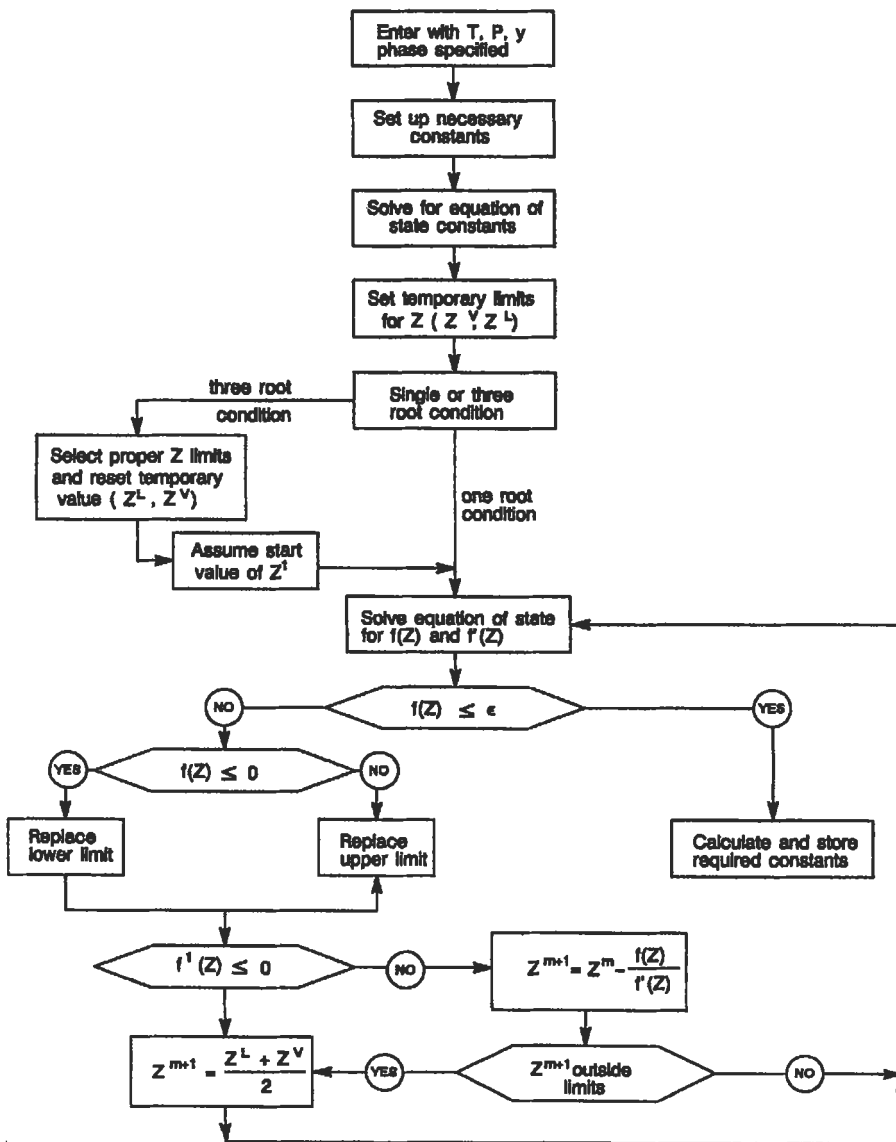 Enter with T, P, y
phase specified
Set up necessary
constants
Solve for equation of
state constants
Set temporary limits
for Z ( Z^V, Z^L)
three root
condition
Single or three
root condition
Select proper Z limits
and reset temporary
value ( Z^L , Z^V)
one root
condition
Assume start
value of Z^1
Solve equation of state
for f(Z) and f'(Z)
NO
f(Z) ≤ ϵ
YES
YES
f(Z) ≤ 0
NO
Replace
lower limit
Replace
upper limit
Calculate and store
required constants
f^1 (Z) ≤ 0
NO
Z^m+1 = Z^m - f(Z)/f'(Z)
Z^m+1 = Z^L + Z^V / 2
YES
Z^m+1 outside
limits
NO